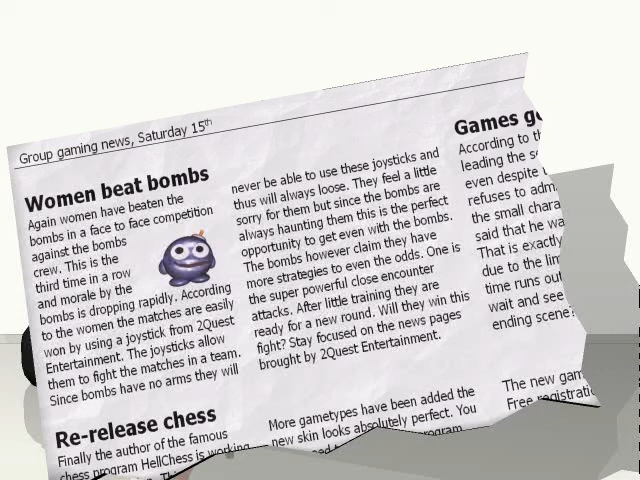 Group gaming news, Saturday 15th
Women beat bombs
Again women have beaten the
bombs in a face to face competition
against the bombs
crew. This is the
third time in a row
and morale by the
bombs is dropping rapidly. According
to the women the matches are easily
won by using a joystick from 2Quest
Entertainment. The joysticks allow
them to fight the matches in a team.
Since bombs have no arms they will
never be able to use these joysticks and
thus will always loose. They feel a little
sorry for them but since the bombs are
always haunting them this is the perfect
opportunity to get even with the bombs.
The bombs however claim they have
more strategies to even the odds. One is
the super powerful close encounter
attacks. After little training they are
ready for a new round. Will they win this
fight? Stay focused on the news pages
brought by 2Quest Entertainment.
Games
According to
leading the
even despite
refuses to
the small
said that he
That is exactly
due to the
time runs
wait and see
ending scene?
Re-release chess
Finally the author of the famous
chess program HellChess is working
More gametypes have been added the
new skin looks absolutely perfect. You
program
The new
Free